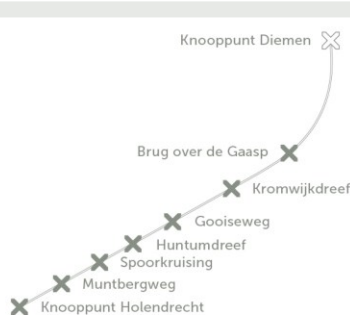 Knooppunt Diemen
Brug over de Gaasp
Kromwijkdreef
Gooiseweg
Huntumdreef
Spoorkruising
Muntbergweg
Knooppunt Holendrecht